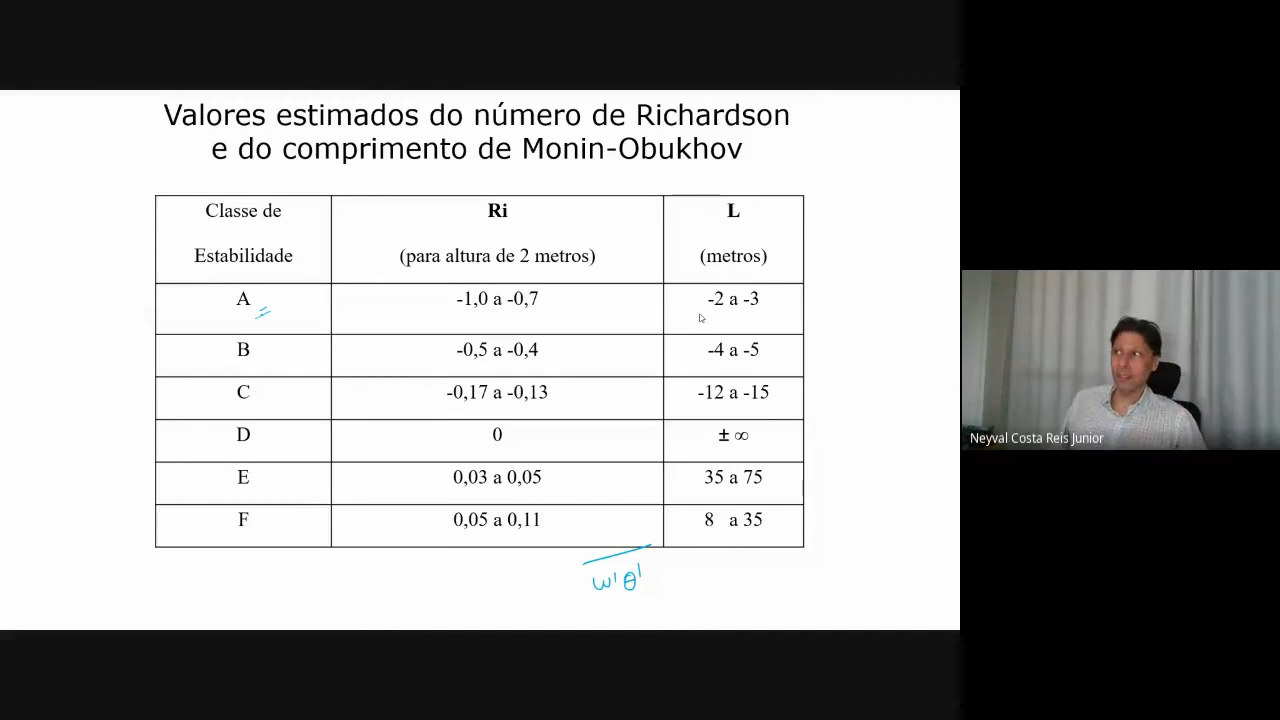 Valores estimados do número de Richardson
e do comprimento de Monin-Obukhov
Classe de Estabilidade Ri (para altura de 2 metros) L (metros)
A -1,0 a -0,7 -2 a -3
B -0,5 a -0,4 -4 a -5
C -0,17 a -0,13 -12 a -15
D 0 ± ∞
E 0,03 a 0,05 35 a 75
F 0,05 a 0,11 8 a 35
w'θ'
Neyval Costa Reis Junior